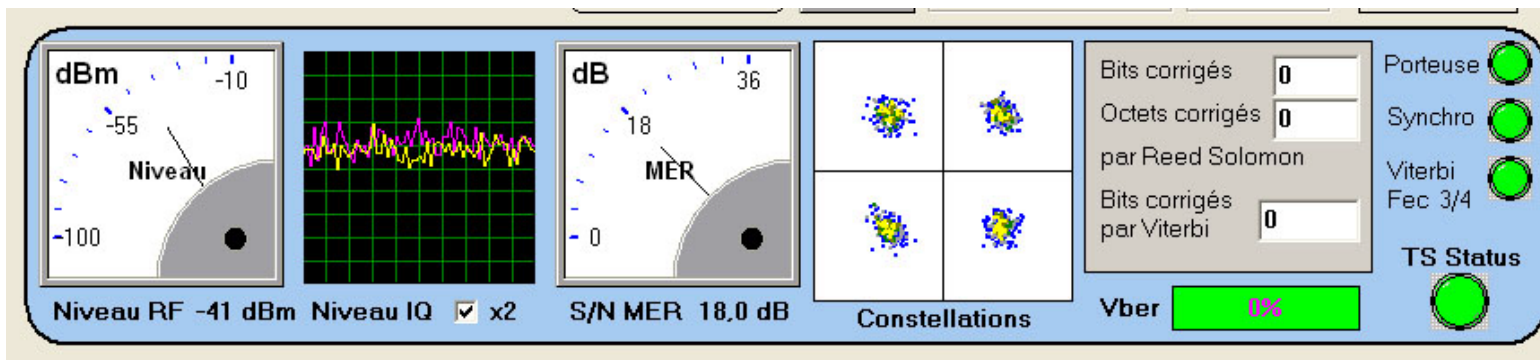 dBm
-10
-55
Niveau
-100
Niveau RF -41 dBm
Niveau IQ x2
dB
36
18
MER
0
S/N MER 18,0 dB
Constellations
Bits corrigés 0
Octets corrigés 0
par Reed Solomon
Bits corrigés
par Viterbi 0
Vber 0%
Porteuse
Synchro
Viterbi
Fec 3/4
TS Status